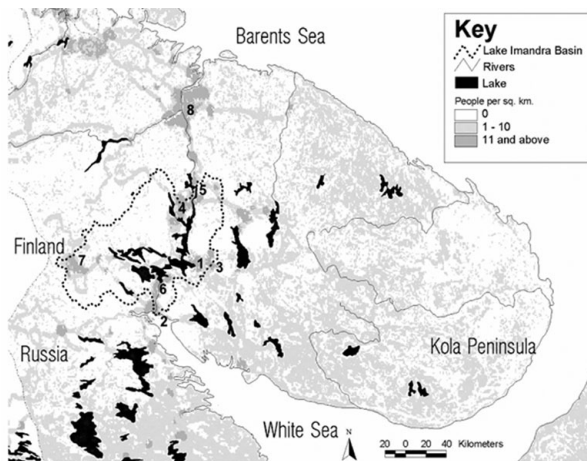 Barents Sea
Key
Lake Imandra Basin
Rivers
Lake
People per sq. km.
0
1 - 10
11 and above
8
15
4
Finland
7
1
3
6
2
Russia
Kola Peninsula
White Sea
N
20 0 20 40 Kilometers